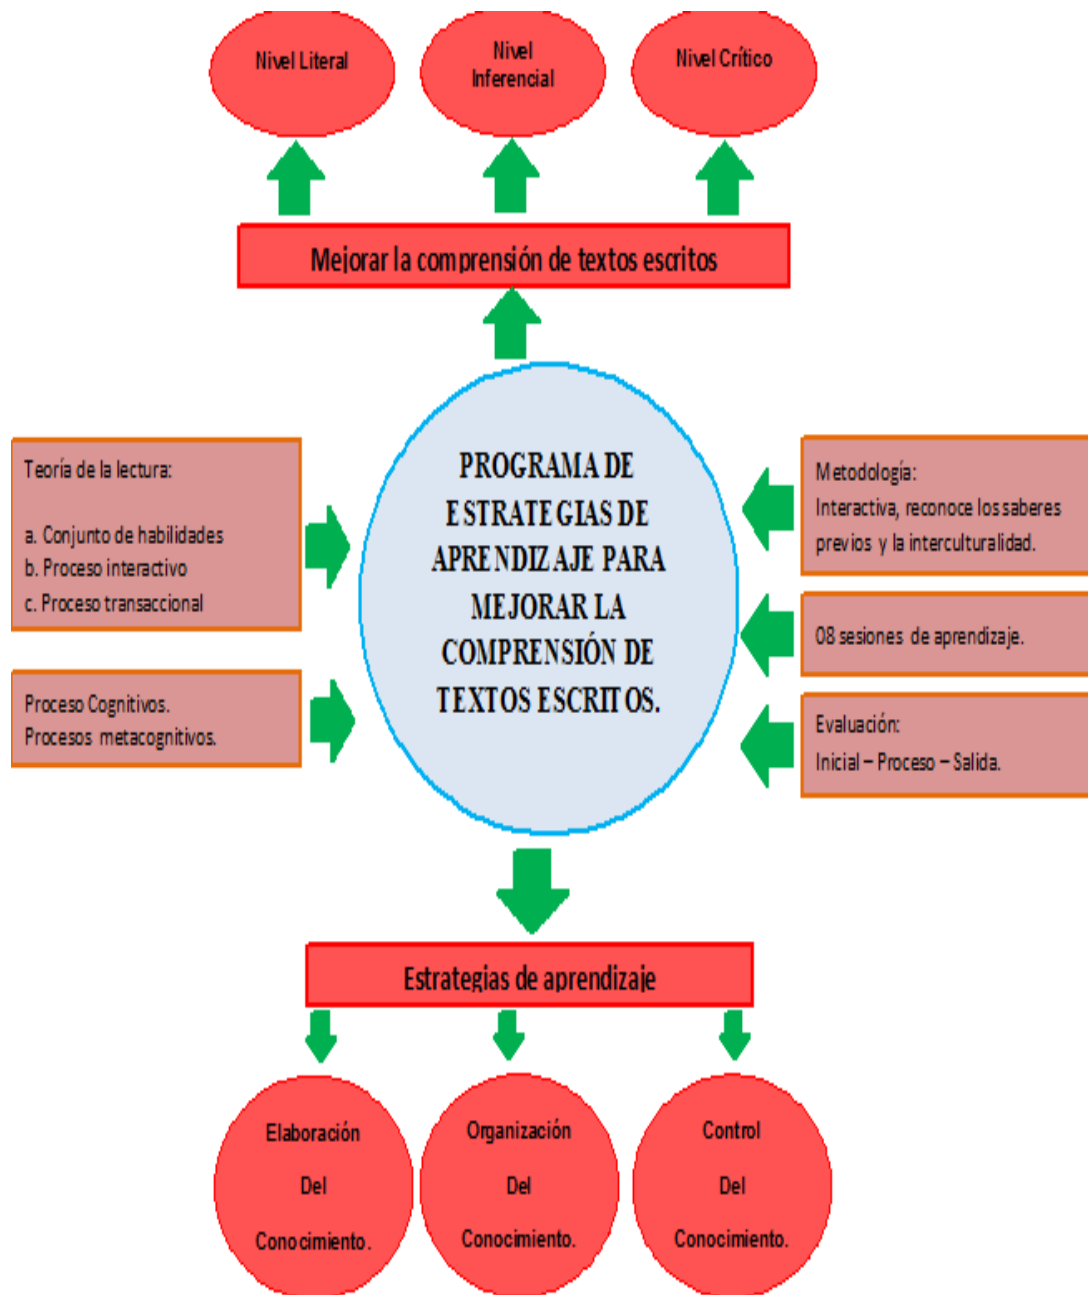 Nivel Literal
Nivel
Inferencial
Nivel Crítico
Mejorar la comprensión de textos escritos
Teoría de la lectura:
a. Conjunto de habilidades
b. Proceso interactivo
c. Proceso transaccional
Proceso Cognitivos.
Procesos metacognitivos.
PROGRAMA DE
ESTRATEGIAS DE
APRENDIZAJE PARA
MEJORAR LA
COMPRENSIÓN DE
TEXTOS ESCRITOS.
Metodología:
Interactiva, reconoce los saberes
previos y la interculturalidad.
08 sesiones de aprendizaje.
Evaluación:
Inicial – Proceso – Salida.
Estrategias de aprendizaje
Elaboración
Del
Conocimiento.
Organización
Del
Conocimiento.
Control
Del
Conocimiento.